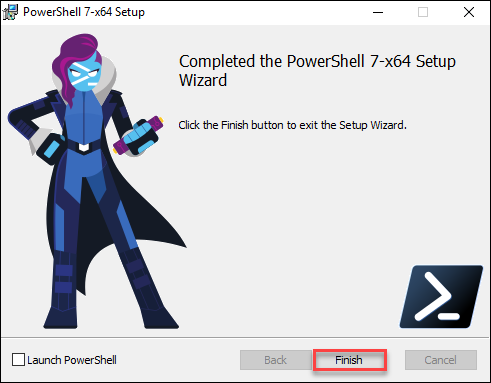 PowerShell 7-x64 Setup
Completed the PowerShell 7-x64 Setup
Wizard
Click the Finish button to exit the Setup Wizard.
Launch PowerShell
Back
Finish
Cancel